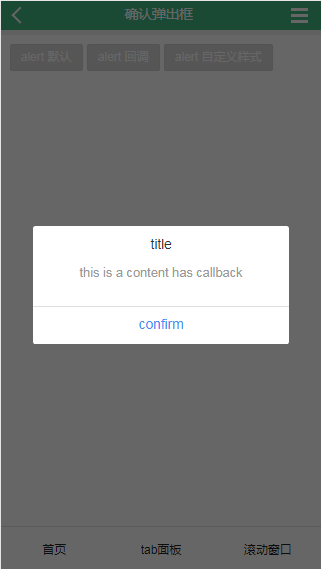 确认弹出框
alert 默认 alert 回调 alert 自定义样式
title
this is a content has callback
confirm
首页 tab面板 滚动窗口